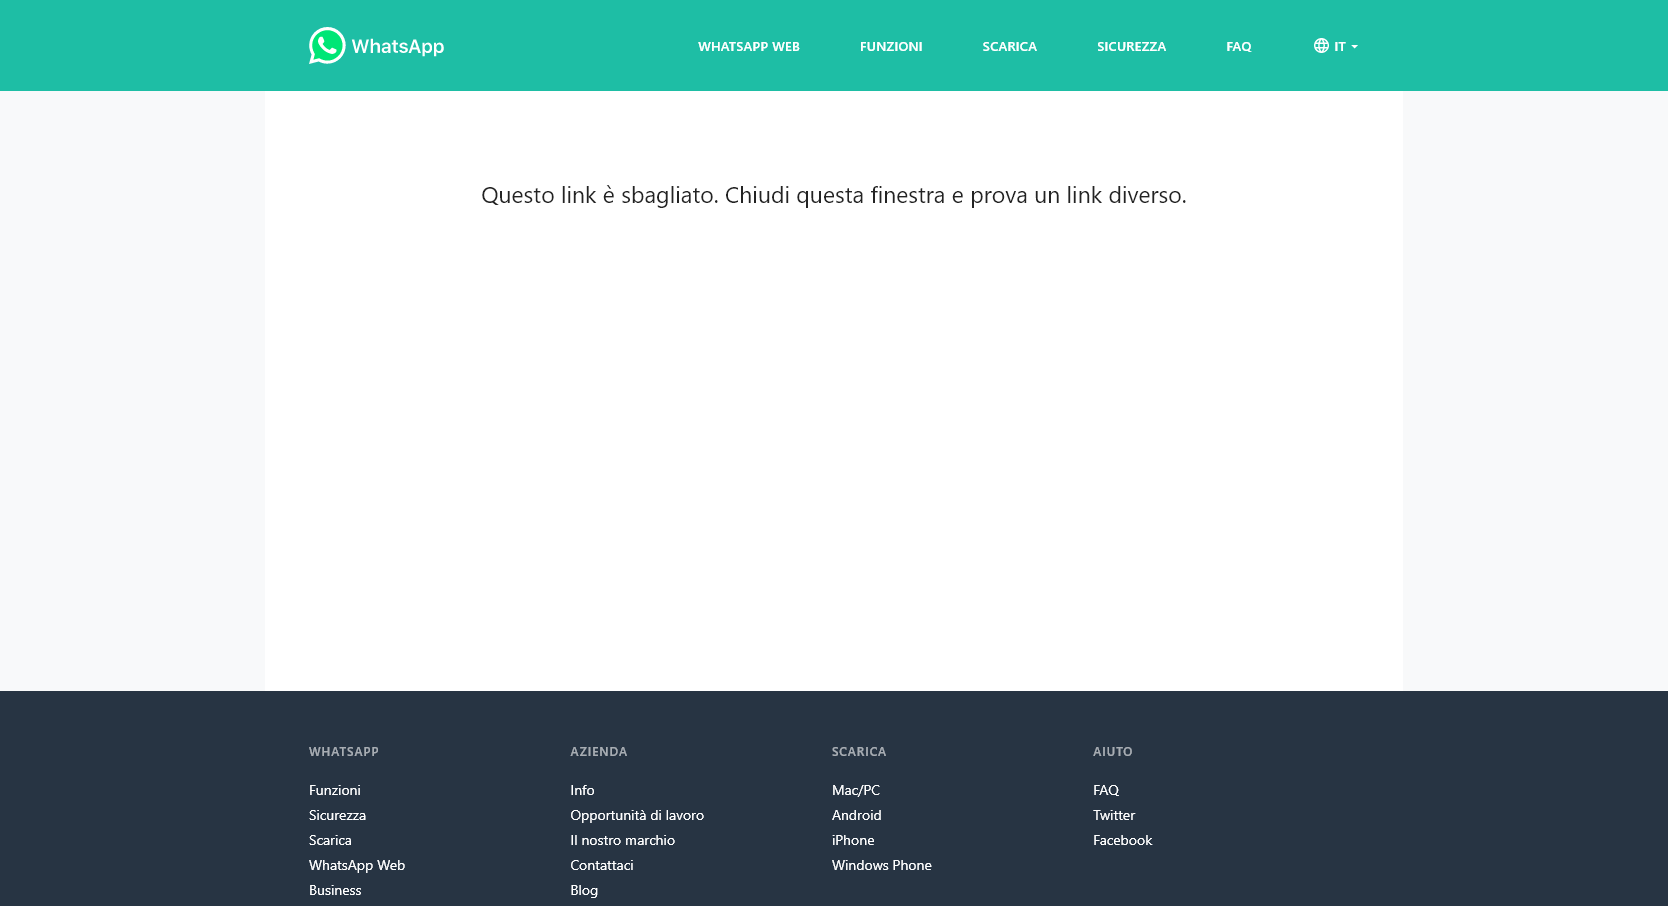 WhatsApp
WHATSAPP WEB FUNZIONI SCARICA SICUREZZA FAQ IT
Questo link è sbagliato. Chiudi questa finestra e prova un link diverso.
WHATSAPP
Funzioni
Sicurezza
Scarica
WhatsApp Web
Business
AZIENDA
Info
Opportunità di lavoro
Il nostro marchio
Contattaci
Blog
SCARICA
Mac/PC
Android
iPhone
Windows Phone
AIUTO
FAQ
Twitter
Facebook